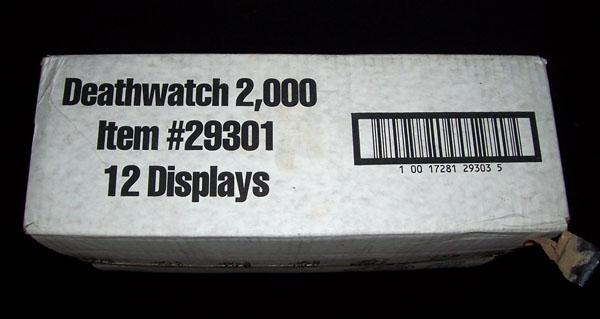 Deathwatch 2,000
Item #29301
12 Displays
1 00 17281 29303 5